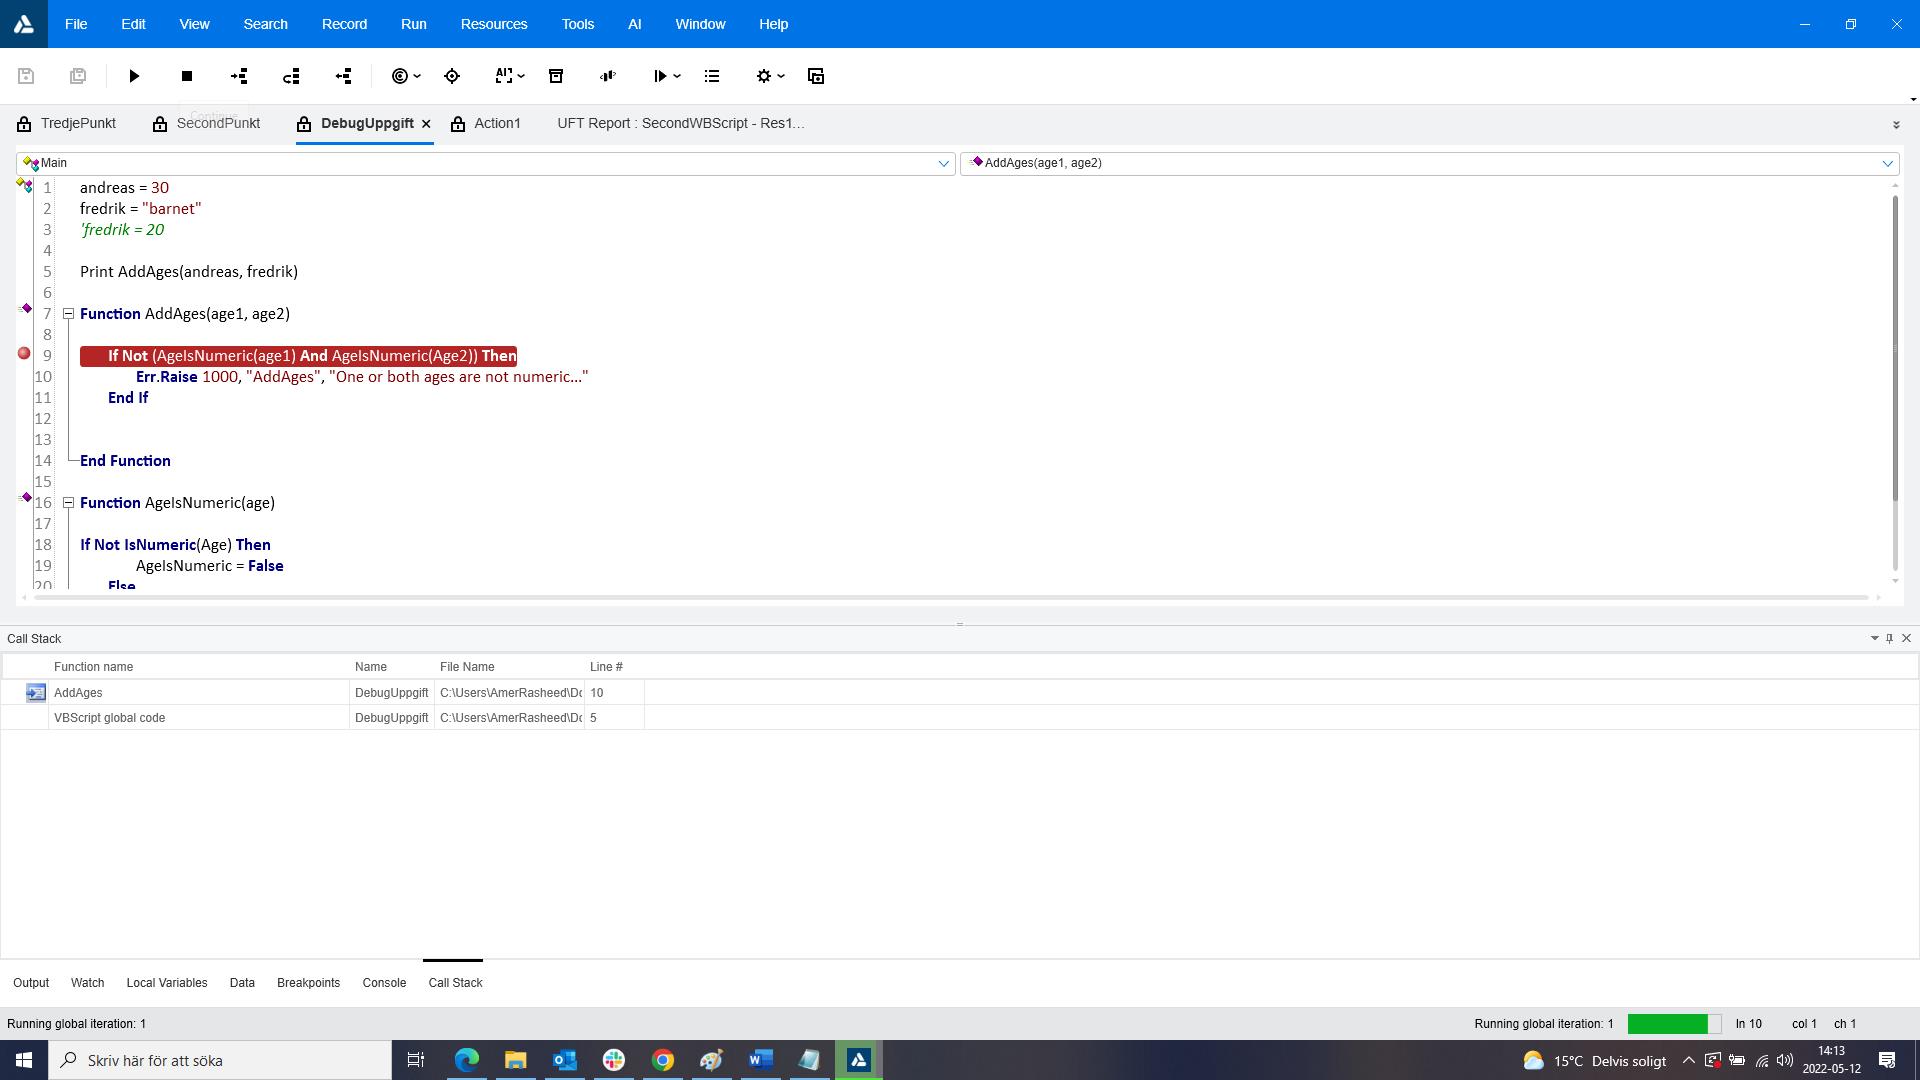 File Edit View Search Record Run Resources Tools AI Window Help
Continue
TredjePunkt SecondPunkt DebugUppgift Action1 UFT Report : SecondWBScript - Res1...
Main AddAges(age1, age2)
1 andreas = 30
2 fredrik = "barnet"
3 'fredrik = 20
4
5 Print AddAges(andreas, fredrik)
6
7 Function AddAges(age1, age2)
8
9 If Not (AgeIsNumeric(age1) And AgeIsNumeric(Age2)) Then
10 Err.Raise 1000, "AddAges", "One or both ages are not numeric..."
11 End If
12
13
14 End Function
15
16 Function AgeIsNumeric(age)
17
18 If Not IsNumeric(Age) Then
19 AgeIsNumeric = False
20 Else
Call Stack
Function name Name File Name Line #
AddAges DebugUppgift C:\Users\AmerRasheed\Dc 10
VBScript global code DebugUppgift C:\Users\AmerRasheed\Dc 5
Output Watch Local Variables Data Breakpoints Console Call Stack
Running global iteration: 1 Running global iteration: 1 ln 10 col 1 ch 1
Skriv här för att söka 15°C Delvis soligt 14:13
2022-05-12